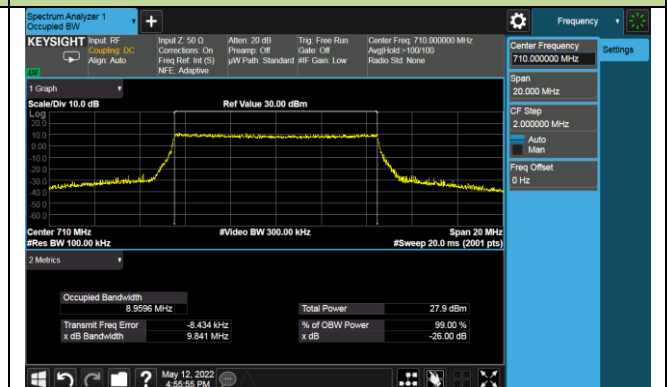 Spectrum Analyzer 1
Occupied BW
+
Frequency
KEYSIGHT
Input: RF
Coupling: DC
Align: Auto
Input Z: 50 Ω
Corrections: On
Freq Ref: Int (S)
NFE: Adaptive
Atten: 20 dB
Preamp: Off
µW Path: Standard
Trig: Free Run
Gate: Off
#IF Gain: Low
Center Freq: 710.000000 MHz
Avg|Hold:>100/100
Radio Std: None
Center Frequency
710.000000 MHz
Settings
Span
20.000 MHz
CF Step
2.000000 MHz
Auto
Man
Freq Offset
0 Hz
1 Graph
Scale/Div 10.0 dB
Ref Value 30.00 dBm
Log
20.0
10.0
0.00
-10.0
-20.0
-30.0
-40.0
-50.0
-60.0
Center 710 MHz
#Video BW 300.00 kHz
Span 20 MHz
#Res BW 100.00 kHz
#Sweep 20.0 ms (2001 pts)
2 Metrics
Occupied Bandwidth
8.9596 MHz
Total Power
27.9 dBm
Transmit Freq Error
-8.434 kHz
% of OBW Power
99.00 %
x dB Bandwidth
9.841 MHz
x dB
-26.00 dB
?
May 12, 2022
4:55:55 PM